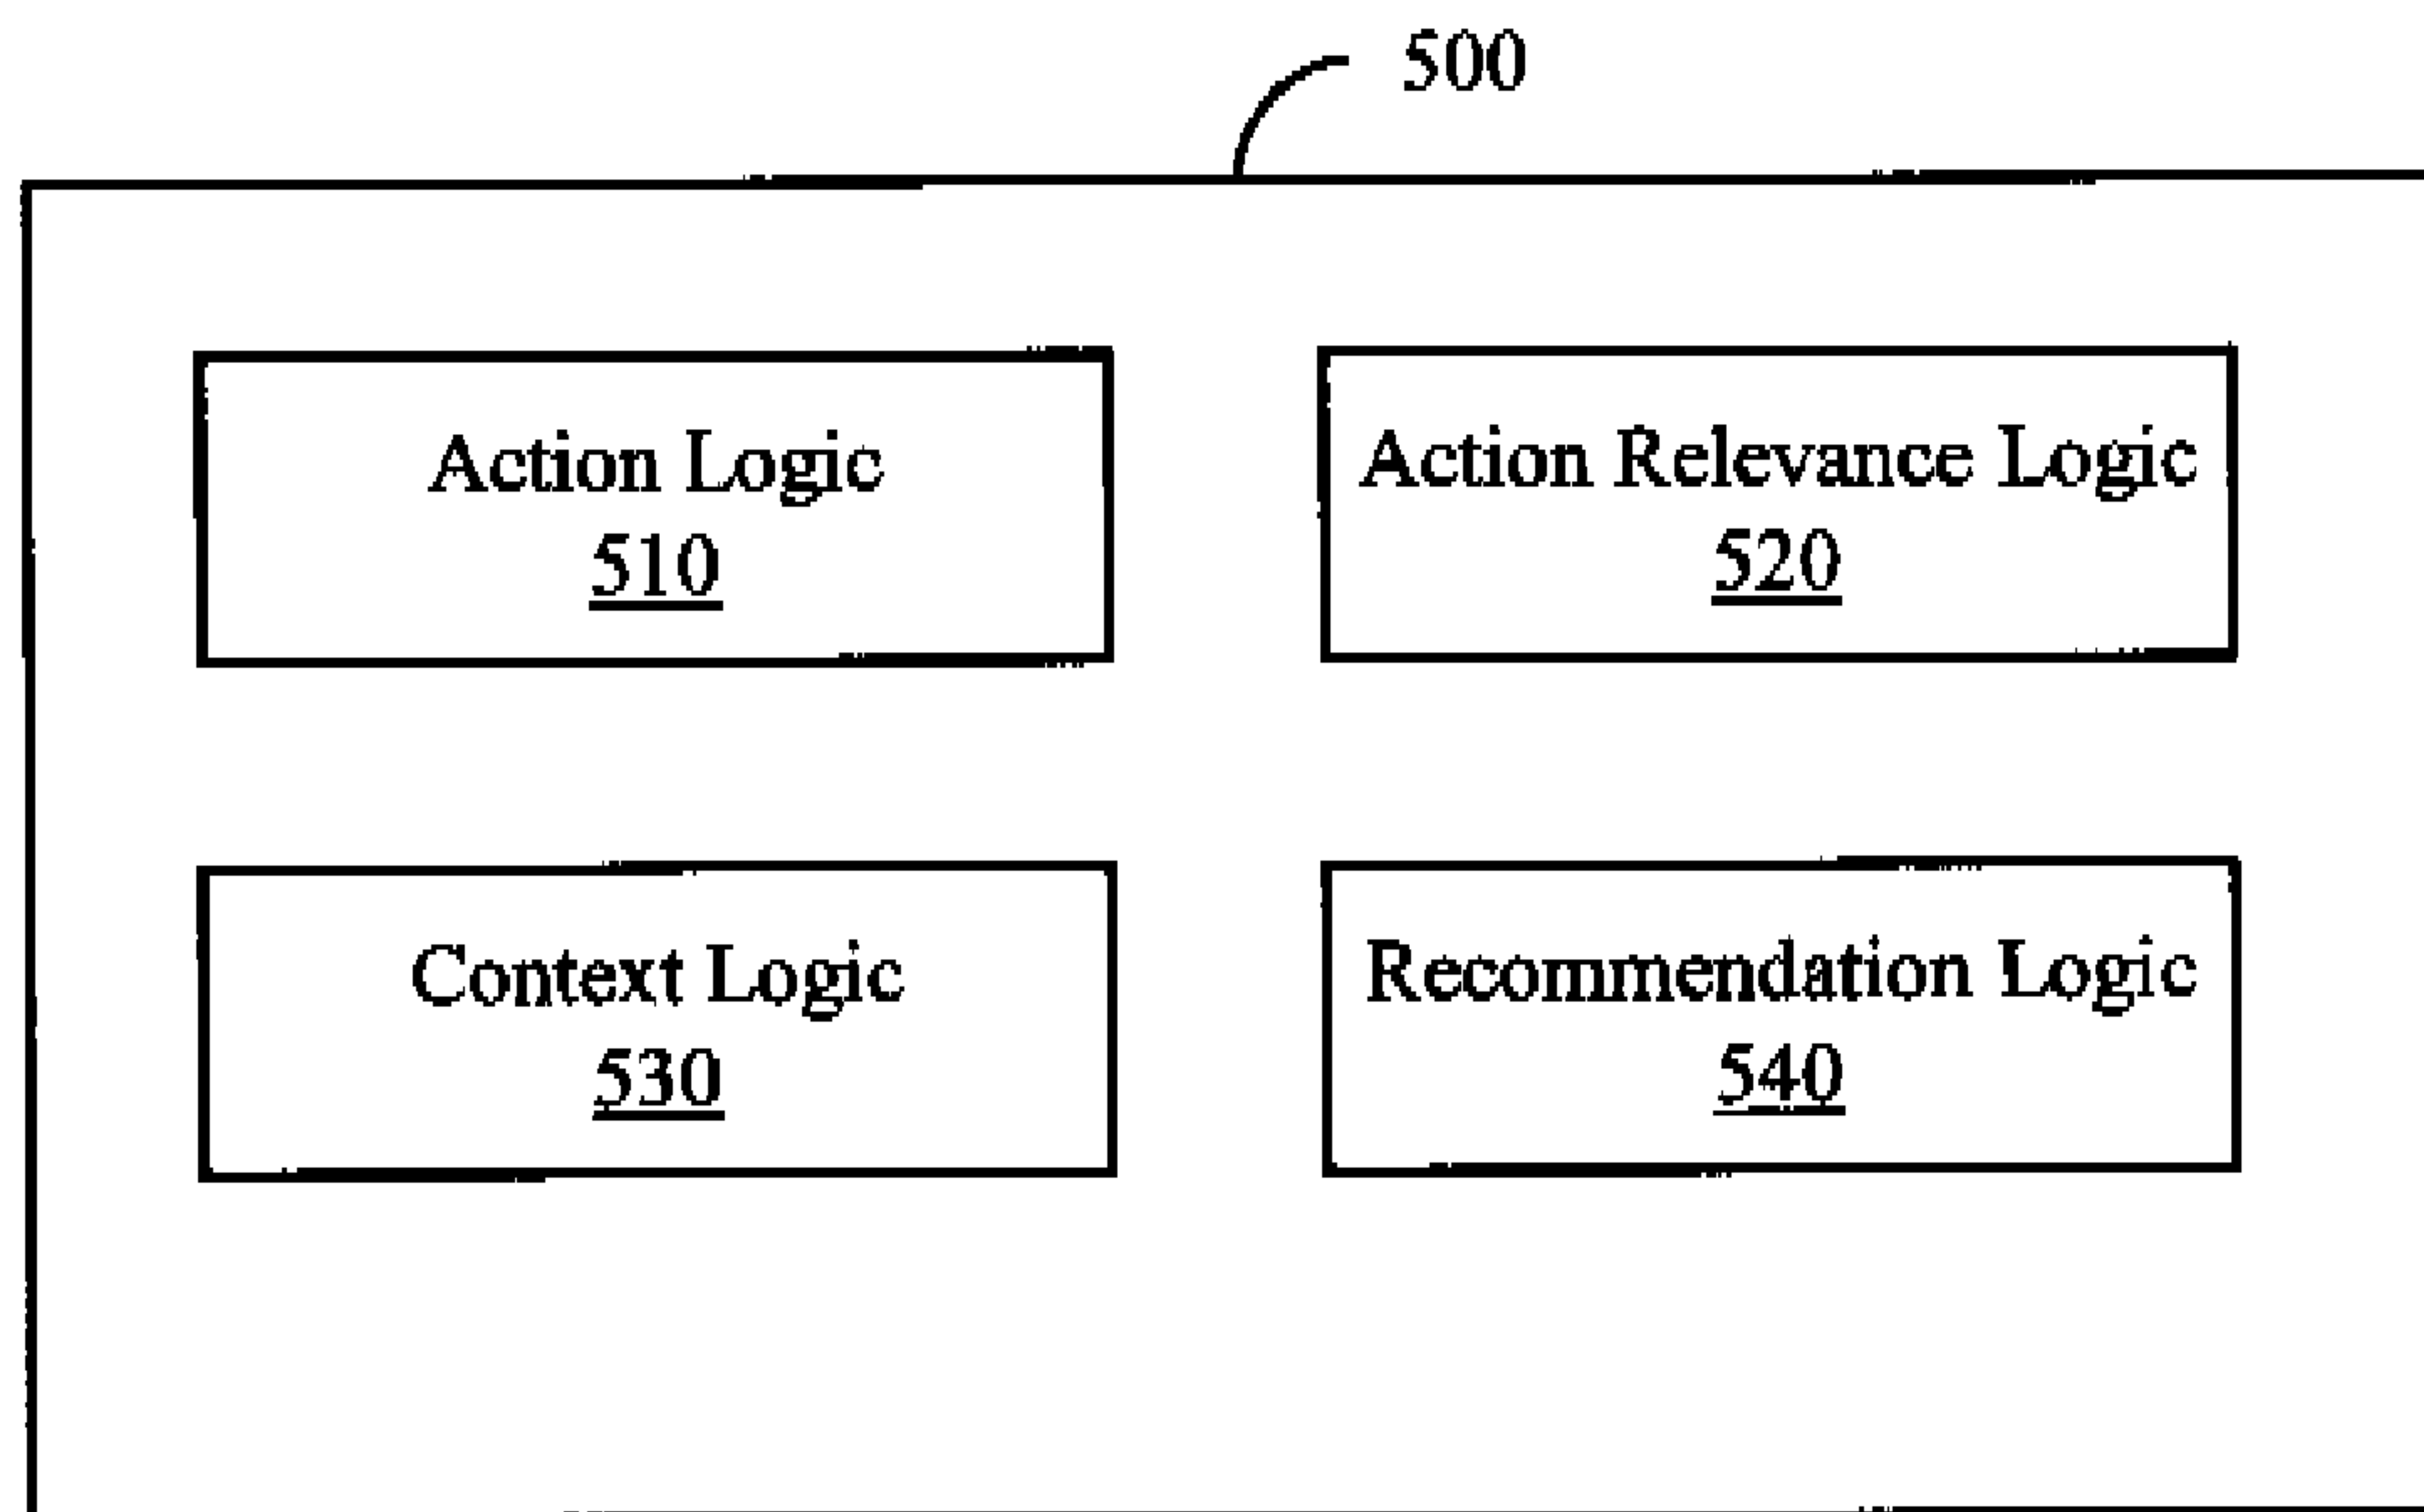 500
Action Logic
510
Action Relevance Logic
520
Context Logic
530
Recommendation Logic
540